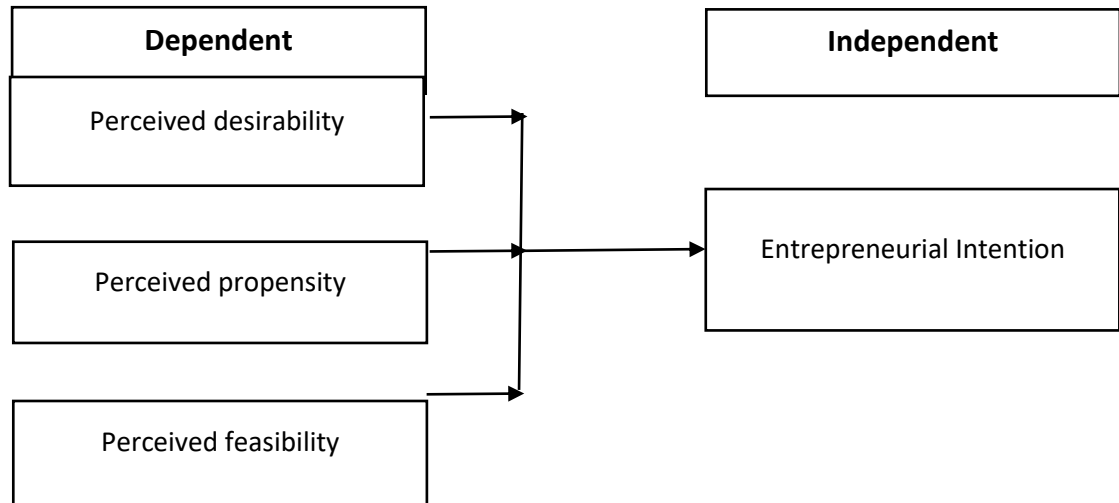 Dependent
Independent
Perceived desirability
Perceived propensity
Entrepreneurial Intention
Perceived feasibility